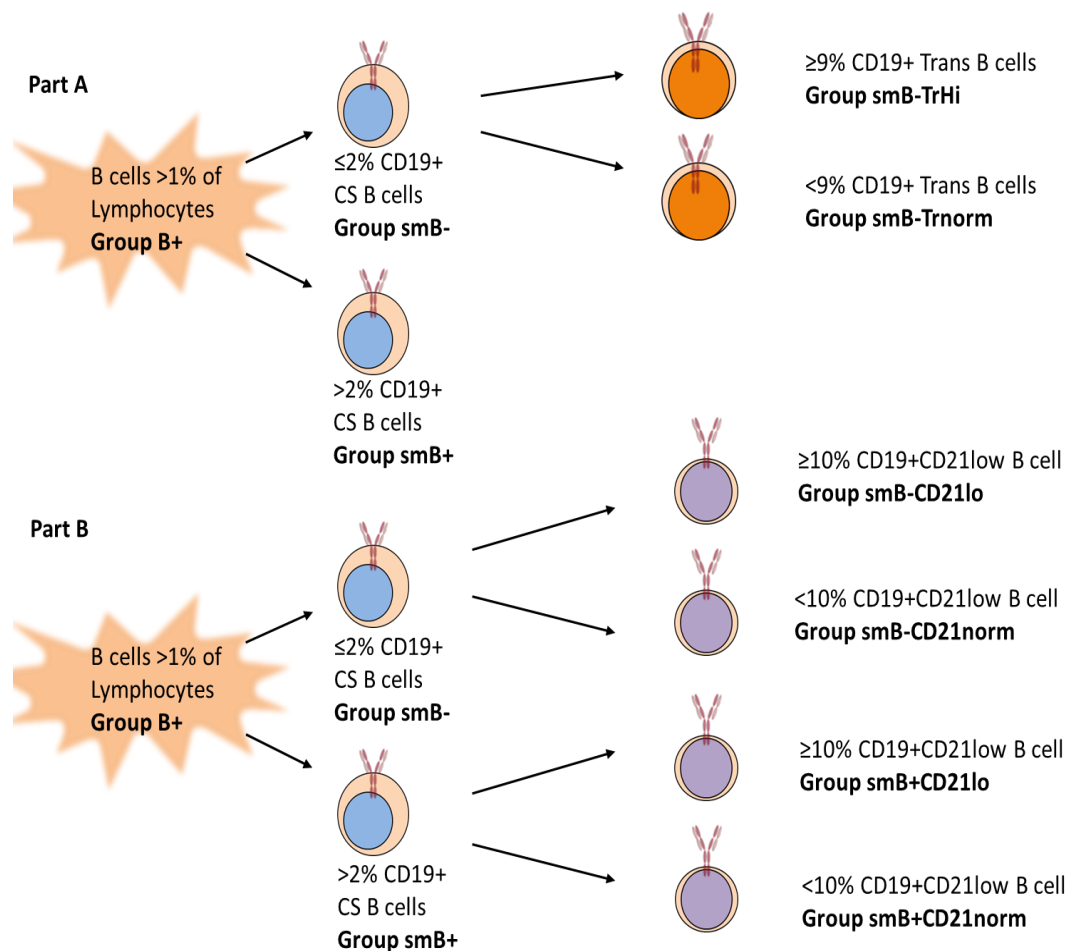 Part A
B cells >1% of
Lymphocytes
Group B+
≤2% CD19+
CS B cells
Group smB-
>2% CD19+
CS B cells
Group smB+
≥9% CD19+ Trans B cells
Group smB-TrHi
<9% CD19+ Trans B cells
Group smB-Trnorm
Part B
B cells >1% of
Lymphocytes
Group B+
≤2% CD19+
CS B cells
Group smB-
>2% CD19+
CS B cells
Group smB+
≥10% CD19+CD21low B cell
Group smB-CD21lo
<10% CD19+CD21low B cell
Group smB-CD21norm
≥10% CD19+CD21low B cell
Group smB+CD21lo
<10% CD19+CD21low B cell
Group smB+CD21norm